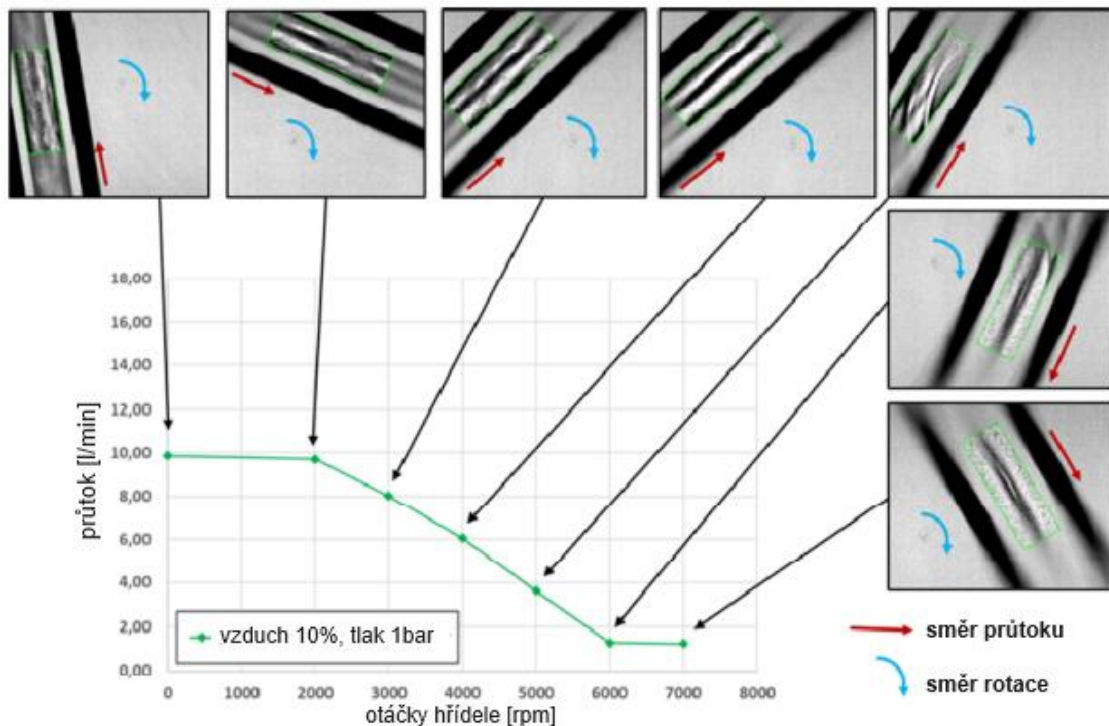 18,00
16,00
14,00
12,00
10,00
8,00
6,00
4,00
2,00
0,00
průtok [l/min]
vzduch 10%, tlak 1bar
0 1000 2000 3000 4000 5000 6000 7000 8000
otáčky hřídele [rpm]
směr průtoku
směr rotace